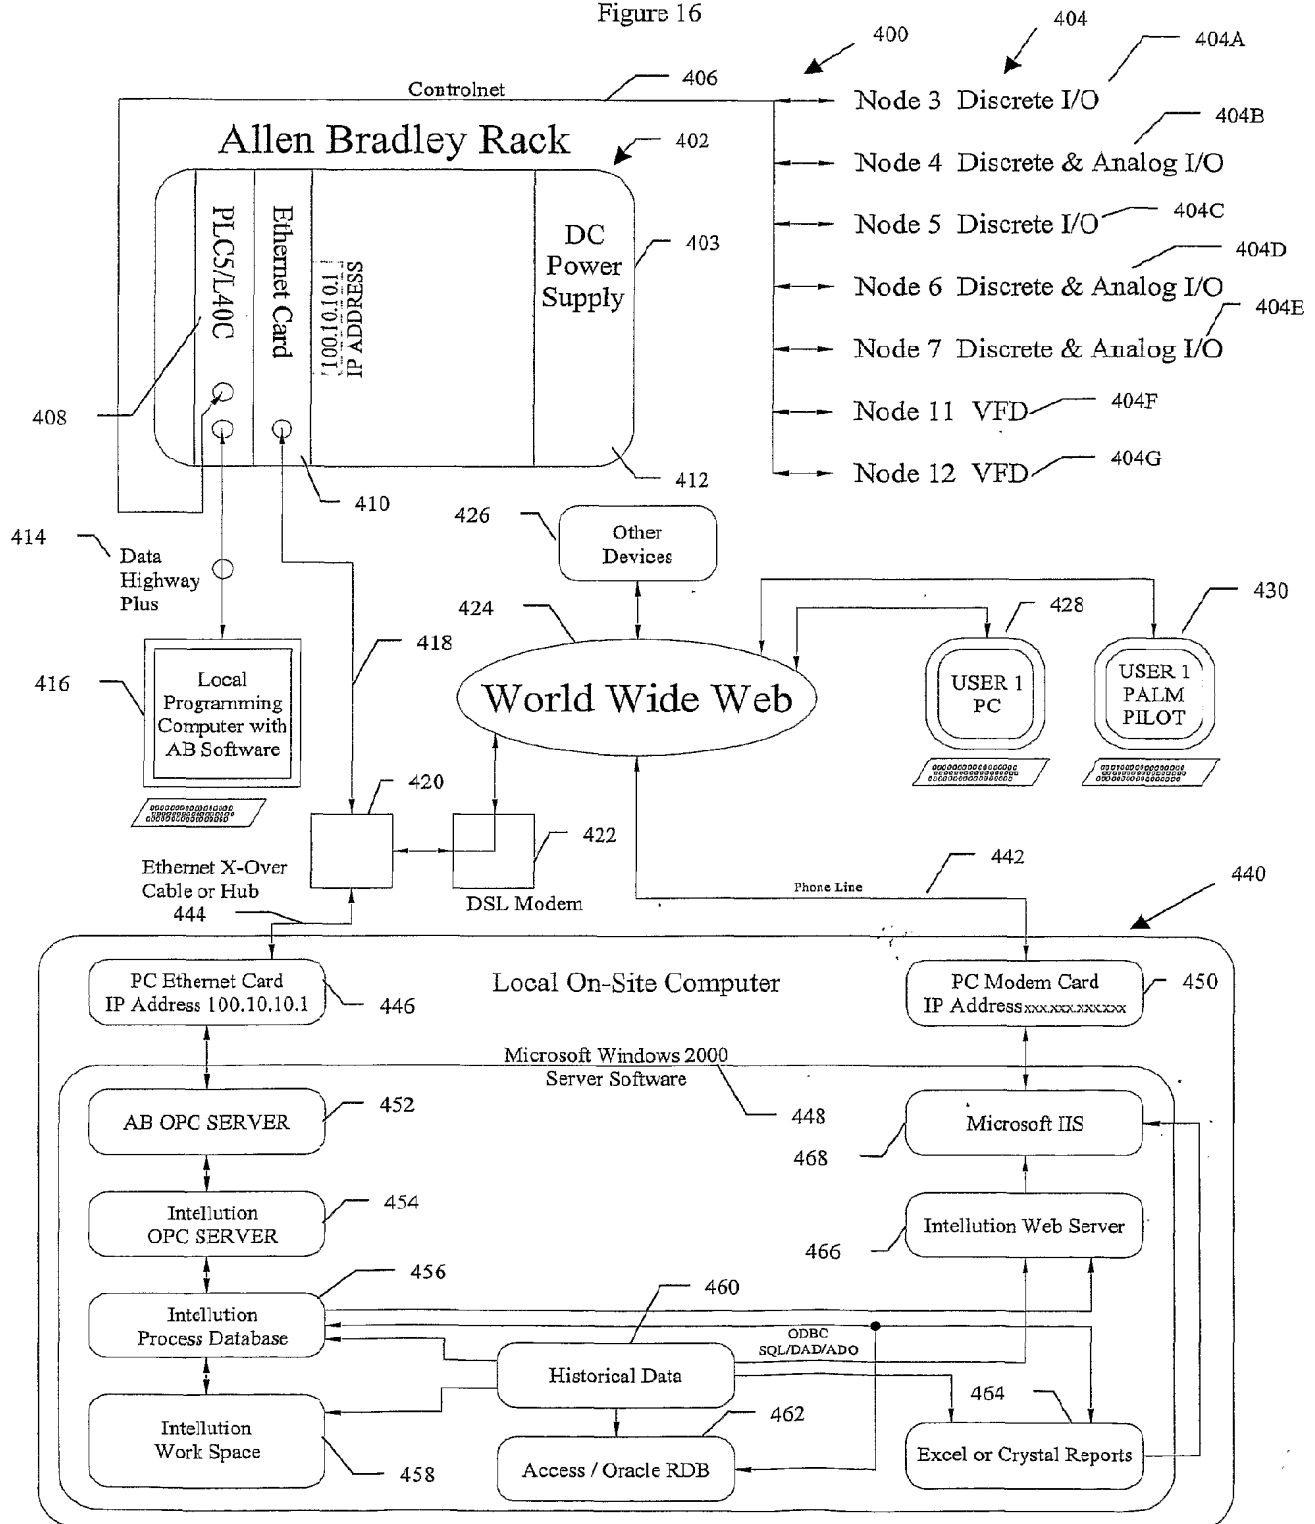 Figure 16
400
404
404A
Controlnet
406
Node 3 Discrete I/O
Allen Bradley Rack
402
404B
Node 4 Discrete & Analog I/O
PLC5/L40C
Ethernet Card
100.10.10.1
IP ADDRESS
DC
Power
Supply
403
404C
Node 5 Discrete I/O
404D
Node 6 Discrete & Analog I/O
404E
Node 7 Discrete & Analog I/O
408
404F
Node 11 VFD
404G
Node 12 VFD
410
412
414
Data
Highway
Plus
426
Other
Devices
424
418
428
430
416
Local
Programming
Computer with
AB Software
World Wide Web
USER 1
PC
USER 1
PALM
PILOT
420
422
Ethernet X-Over
Cable or Hub
444
DSL Modem
442
Phone Line
440
PC Ethernet Card
IP Address 100.10.10.1
446
Local On-Site Computer
PC Modem Card
IP Address xxx.xxx.xxx.xxx
450
Microsoft Windows 2000
Server Software
448
AB OPC SERVER
452
Microsoft IIS
468
Intellution
OPC SERVER
454
Intellution Web Server
466
456
Intellution
Process Database
460
ODBC
SQL/DAD/ADO
Historical Data
464
Intellution
Work Space
458
462
Access / Oracle RDB
Excel or Crystal Reports